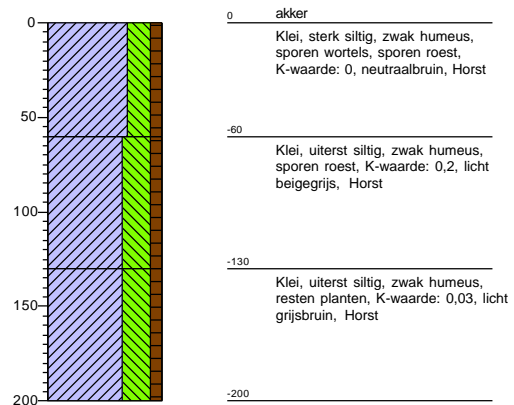 0
50
100
150
200
0
akker
Klei, sterk siltig, zwak humeus,
sporen wortels, sporen roest,
K-waarde: 0, neutraalbruin, Horst
-60
Klei, uiterst siltig, zwak humeus,
sporen roest, K-waarde: 0,2, licht
beigegrijs, Horst
-130
Klei, uiterst siltig, zwak humeus,
resten planten, K-waarde: 0,03, licht
grijsbruin, Horst
-200